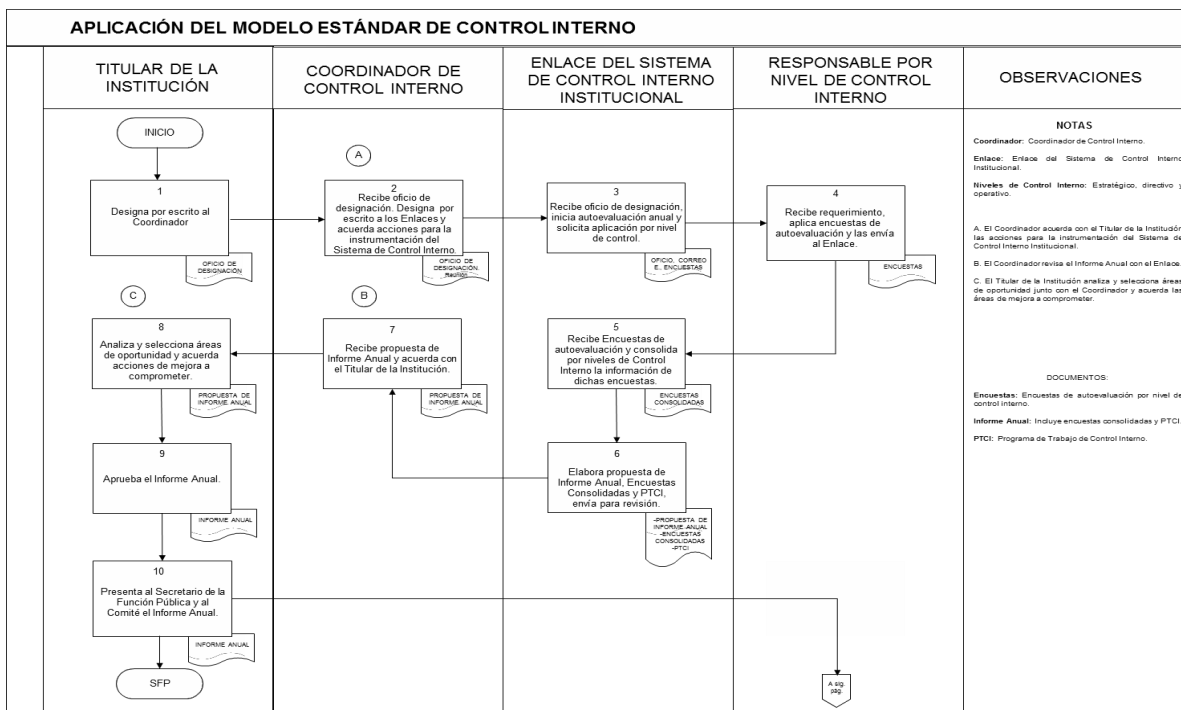 APLICACIÓN DEL MODELO ESTÁNDAR DE CONTROL INTERNO
TITULAR DE LA
INSTITUCIÓN
COORDINADOR DE
CONTROL INTERNO
ENLACE DEL SISTEMA
DE CONTROL INTERNO
INSTITUCIONAL
RESPONSABLE POR
NIVEL DE CONTROL
INTERNO
OBSERVACIONES
INICIO
1
Designa por escrito al
Coordinador
OFICIO DE
DESIGNACIÓN
A
2
Recibe oficio de
designación. Designa por
escrito a los Enlaces y
acuerda acciones para la
instrumentación del
Sistema de Control Interno.
OFICIO DE
DESIGNACIÓN.
Reunión
3
Recibe oficio de designación,
inicia autoevaluación anual y
solicita aplicación por nivel
de control.
OFICIO, CORREO
E., ENCUESTAS
4
Recibe requerimiento,
aplica encuestas de
autoevaluación y las envía
al Enlace.
ENCUESTAS
5
Recibe Encuestas de
autoevaluación y consolida
por niveles de Control
Interno la información de
dichas encuestas.
ENCUESTAS
CONSOLIDADAS
6
Elabora propuesta de
Informe Anual, Encuestas
Consolidadas y PTCI,
envía para revisión.
-PROPUESTA DE
INFORME ANUAL
-ENCUESTAS
CONSOLIDADAS
-PTCI
B
7
Recibe propuesta de
Informe Anual y acuerda con
el Titular de la Institución.
PROPUESTA DE
INFORME ANUAL
C
8
Analiza y selecciona áreas
de oportunidad y acuerda
acciones de mejora a
comprometer.
PROPUESTA DE
INFORME ANUAL
9
Aprueba el Informe Anual.
INFORME ANUAL
10
Presenta al Secretario de la
Función Pública y al
Comité el Informe Anual.
INFORME ANUAL
SFP
A sig.
pág.
NOTAS
Coordinador: Coordinador de Control Interno.
Enlace: Enlace del Sistema de Control Interno
Institucional.
Niveles de Control Interno: Estratégico, directivo y
operativo.
A. El Coordinador acuerda con el Titular de la Institución
las acciones para la instrumentación del Sistema de
Control Interno Institucional.
B. El Coordinador revisa el Informe Anual con el Enlace.
C. El Titular de la Institución analiza y selecciona áreas
de oportunidad junto con el Coordinador y acuerda las
áreas de mejora a comprometer.
DOCUMENTOS:
Encuestas: Encuestas de autoevaluación por nivel de
control interno.
Informe Anual: Incluye encuestas consolidadas y PTCI.
PTCI: Programa de Trabajo de Control Interno.